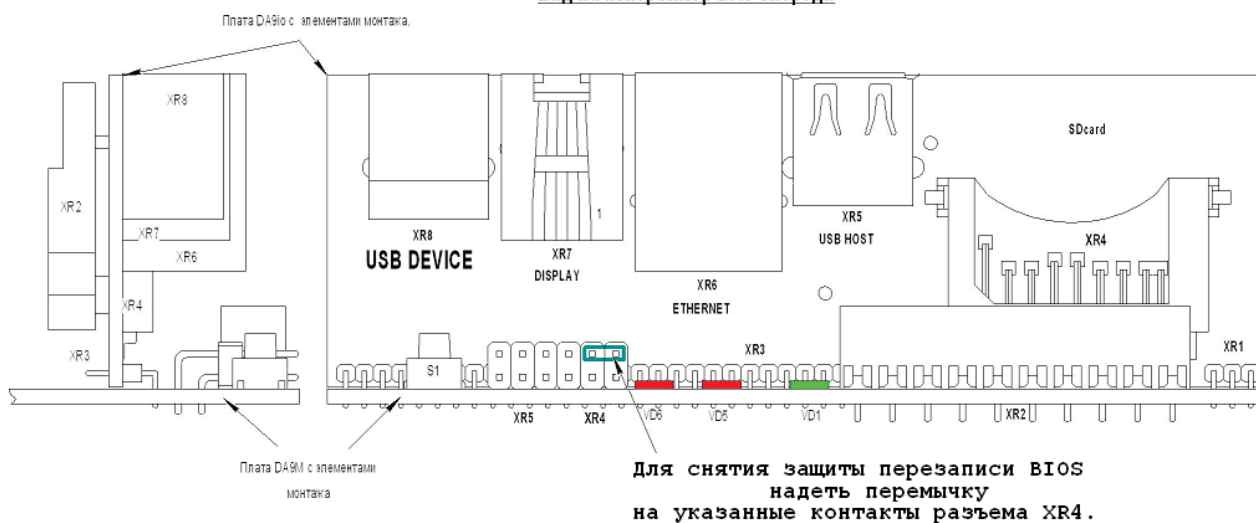 Плата DA9io с элементами монтажа.
XR8
XR2
XR7
XR6
XR4
XR3
1
SDcard
XR8
USB DEVICE
XR7
DISPLAY
XR6
ETHERNET
XR5
USB HOST
XR4
S1
XR3
XR1
XR5
XR4
VD6
VD5
VD1
XR2
Плата DA9M с элементами
монтажа
Для снятия защиты перезаписи BIOS
надеть перемычку
на указанные контакты разъема XR4.